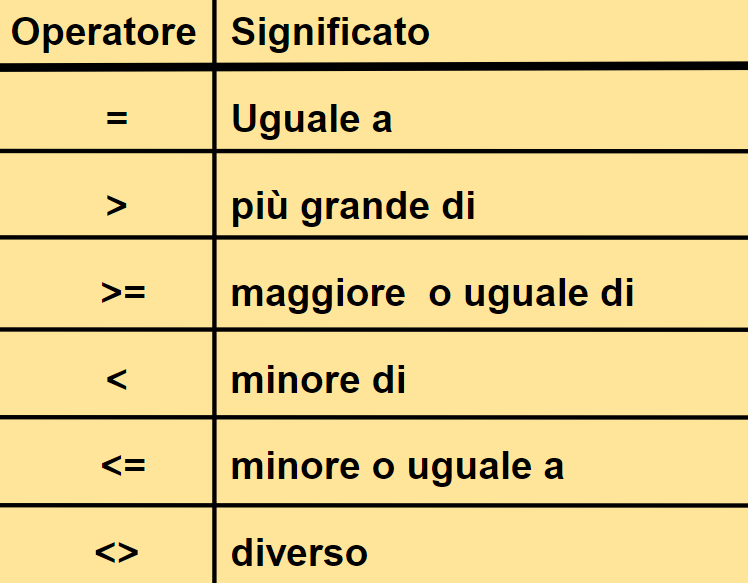 Operatore Significato
= Uguale a
> più grande di
>= maggiore o uguale di
< minore di
<= minore o uguale a
<> diverso